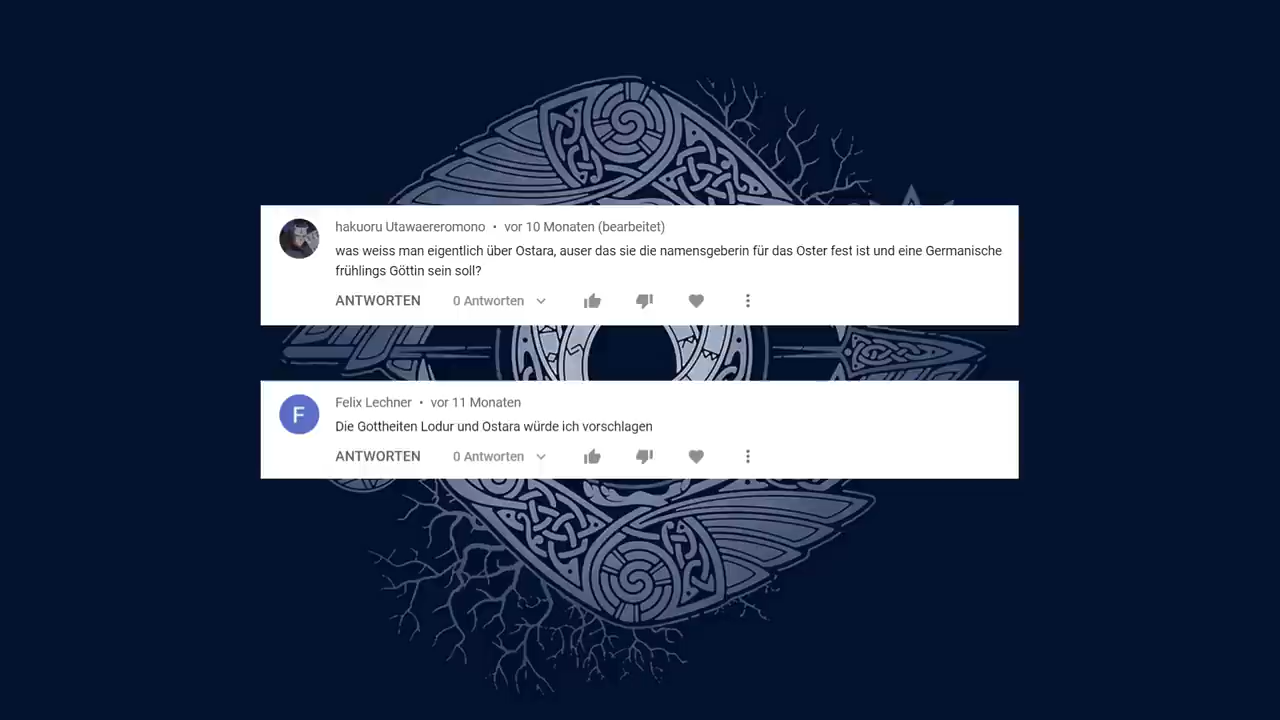 hakuoru Utawaereromono • vor 10 Monaten (bearbeitet)
was weiss man eigentlich über Ostara, auser das sie die namensgeberin für das Oster fest ist und eine Germanische
frühlings Göttin sein soll?
ANTWORTEN 0 Antworten
F
Felix Lechner • vor 11 Monaten
Die Gottheiten Lodur und Ostara würde ich vorschlagen
ANTWORTEN 0 Antworten